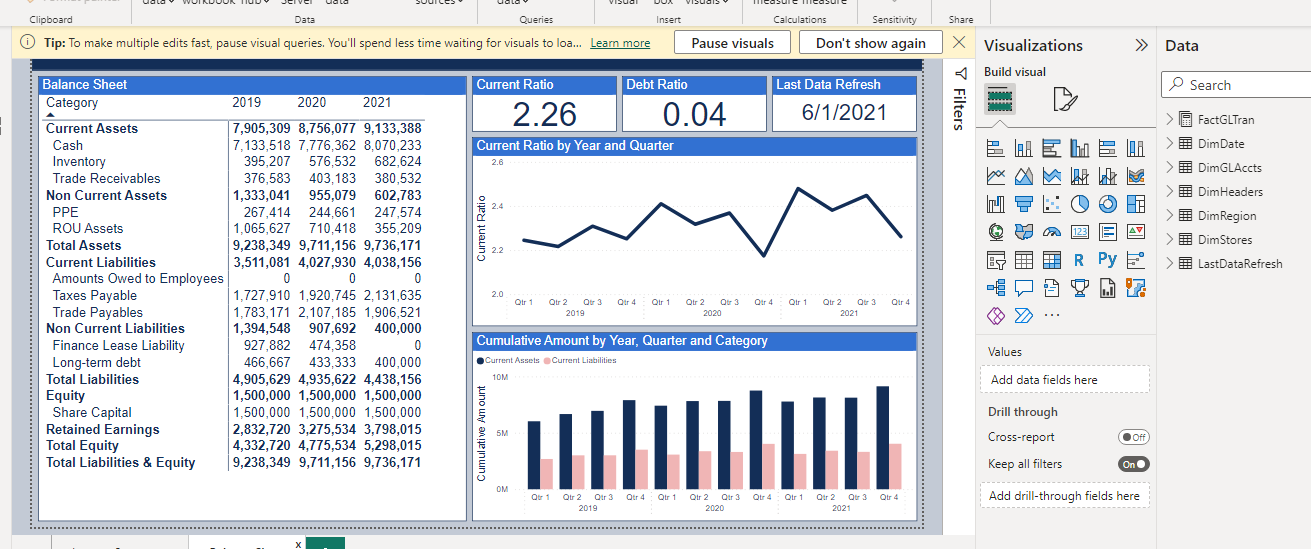 Clipboard
Data
Queries
Insert
Calculations
Sensitivity
Share
Tip: To make multiple edits fast, pause visual queries. You'll spend less time waiting for visuals to loa... Learn more
Pause visuals
Don't show again
Balance Sheet
Category 2019 2020 2021
Current Assets 7,905,309 8,756,077 9,133,388
Cash 7,133,518 7,776,362 8,070,233
Inventory 395,207 576,532 682,624
Trade Receivables 376,583 403,183 380,532
Non Current Assets 1,333,041 955,079 602,783
PPE 267,414 244,661 247,574
ROU Assets 1,065,627 710,418 355,209
Total Assets 9,238,349 9,711,156 9,736,171
Current Liabilities 3,511,081 4,027,930 4,038,156
Amounts Owed to Employees 0 0 0
Taxes Payable 1,727,910 1,920,745 2,131,635
Trade Payables 1,783,171 2,107,185 1,906,521
Non Current Liabilities 1,394,548 907,692 400,000
Finance Lease Liability 927,882 474,358 0
Long-term debt 466,667 433,333 400,000
Total Liabilities 4,905,629 4,935,622 4,438,156
Equity 1,500,000 1,500,000 1,500,000
Share Capital 1,500,000 1,500,000 1,500,000
Retained Earnings 2,832,720 3,275,534 3,798,015
Total Equity 4,332,720 4,775,534 5,298,015
Total Liabilities & Equity 9,238,349 9,711,156 9,736,171
Current Ratio
2.26
Debt Ratio
0.04
Last Data Refresh
6/1/2021
Current Ratio by Year and Quarter
Current Ratio
2.6
2.4
2.2
2.0
Qtr 1 Qtr 2 Qtr 3 Qtr 4 Qtr 1 Qtr 2 Qtr 3 Qtr 4 Qtr 1 Qtr 2 Qtr 3 Qtr 4
2019 2020 2021
Cumulative Amount by Year, Quarter and Category
Current Assets Current Liabilities
Cumulative Amount
10M
5M
0M
Qtr 1 Qtr 2 Qtr 3 Qtr 4 Qtr 1 Qtr 2 Qtr 3 Qtr 4 Qtr 1 Qtr 2 Qtr 3 Qtr 4
2019 2020 2021
Filters
Visualizations
Build visual
123
R
Py
Values
Add data fields here
Drill through
Cross-report
Off
Keep all filters
On
Add drill-through fields here
Data
Search
FactGLTran
DimDate
DimGLAccts
DimHeaders
DimRegion
DimStores
LastDataRefresh